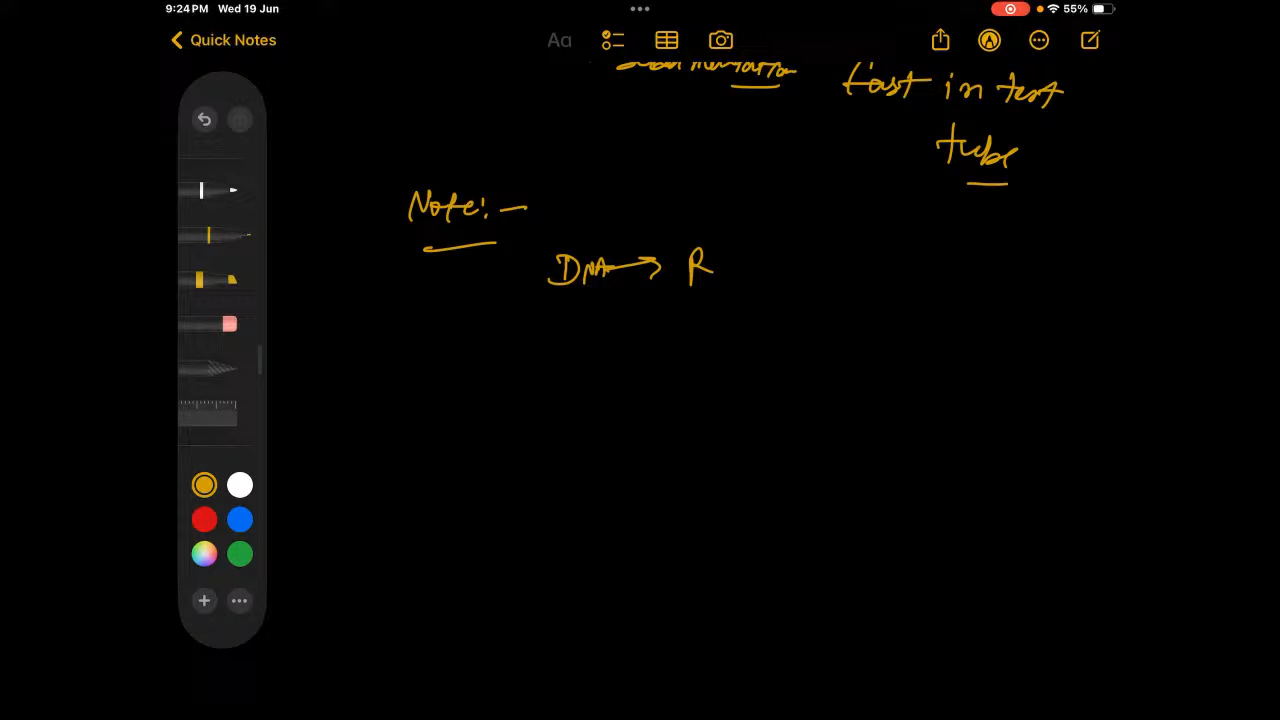 9:24 PM Wed 19 Jun
55%
Quick Notes
Aa
fast in test
tube
Note:-
DNA → R